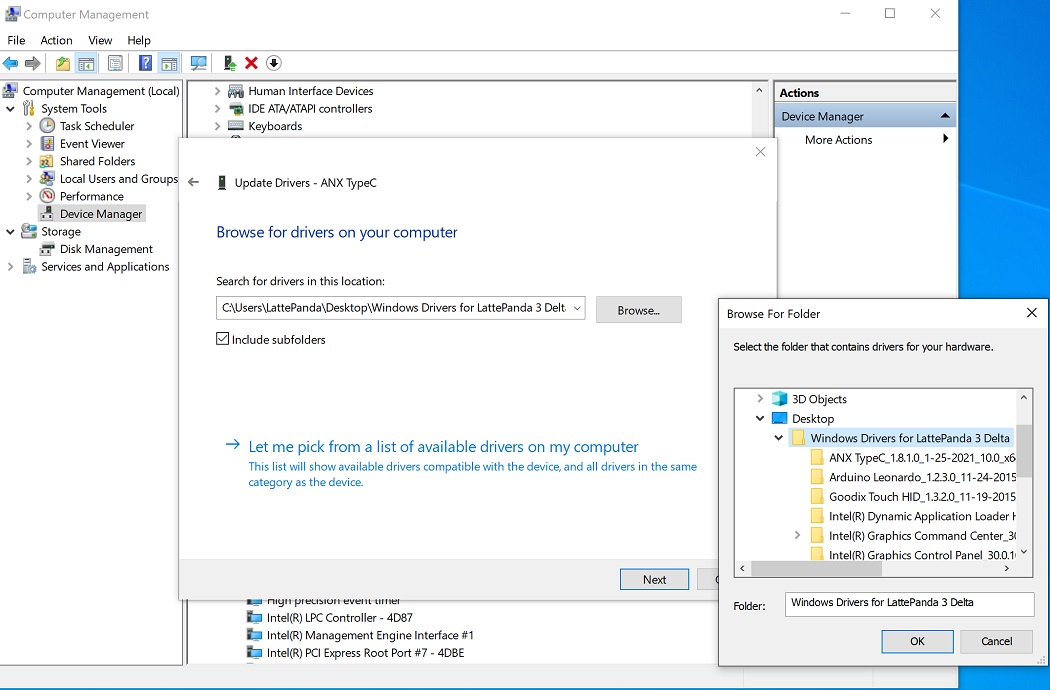 Computer Management
File Action View Help
Computer Management (Local)
System Tools
Task Scheduler
Event Viewer
Shared Folders
Local Users and Groups
Performance
Device Manager
Storage
Disk Management
Services and Applications
Human Interface Devices
IDE ATA/ATAPI controllers
Keyboards
Actions
Device Manager
More Actions
Update Drivers - ANX TypeC
Browse for drivers on your computer
Search for drivers in this location:
C:\Users\LattePanda\Desktop\Windows Drivers for LattePanda 3 Delt
Browse...
Include subfolders
Let me pick from a list of available drivers on my computer
This list will show available drivers compatible with the device, and all drivers in the same
category as the device.
Next
High precision event timer
Intel(R) LPC Controller - 4D87
Intel(R) Management Engine Interface #1
Intel(R) PCI Express Root Port #7 - 4DBE
Browse For Folder
Select the folder that contains drivers for your hardware.
3D Objects
Desktop
Windows Drivers for LattePanda 3 Delta
ANX TypeC_1.8.1.0_1-25-2021_10.0_x6
Arduino Leonardo_1.2.3.0_11-24-2015
Goodix Touch HID_1.3.2.0_11-19-2015
Intel(R) Dynamic Application Loader H
Intel(R) Graphics Command Center_30
Intel(R) Graphics Control Panel_30.0.10
Folder: Windows Drivers for LattePanda 3 Delta
OK Cancel